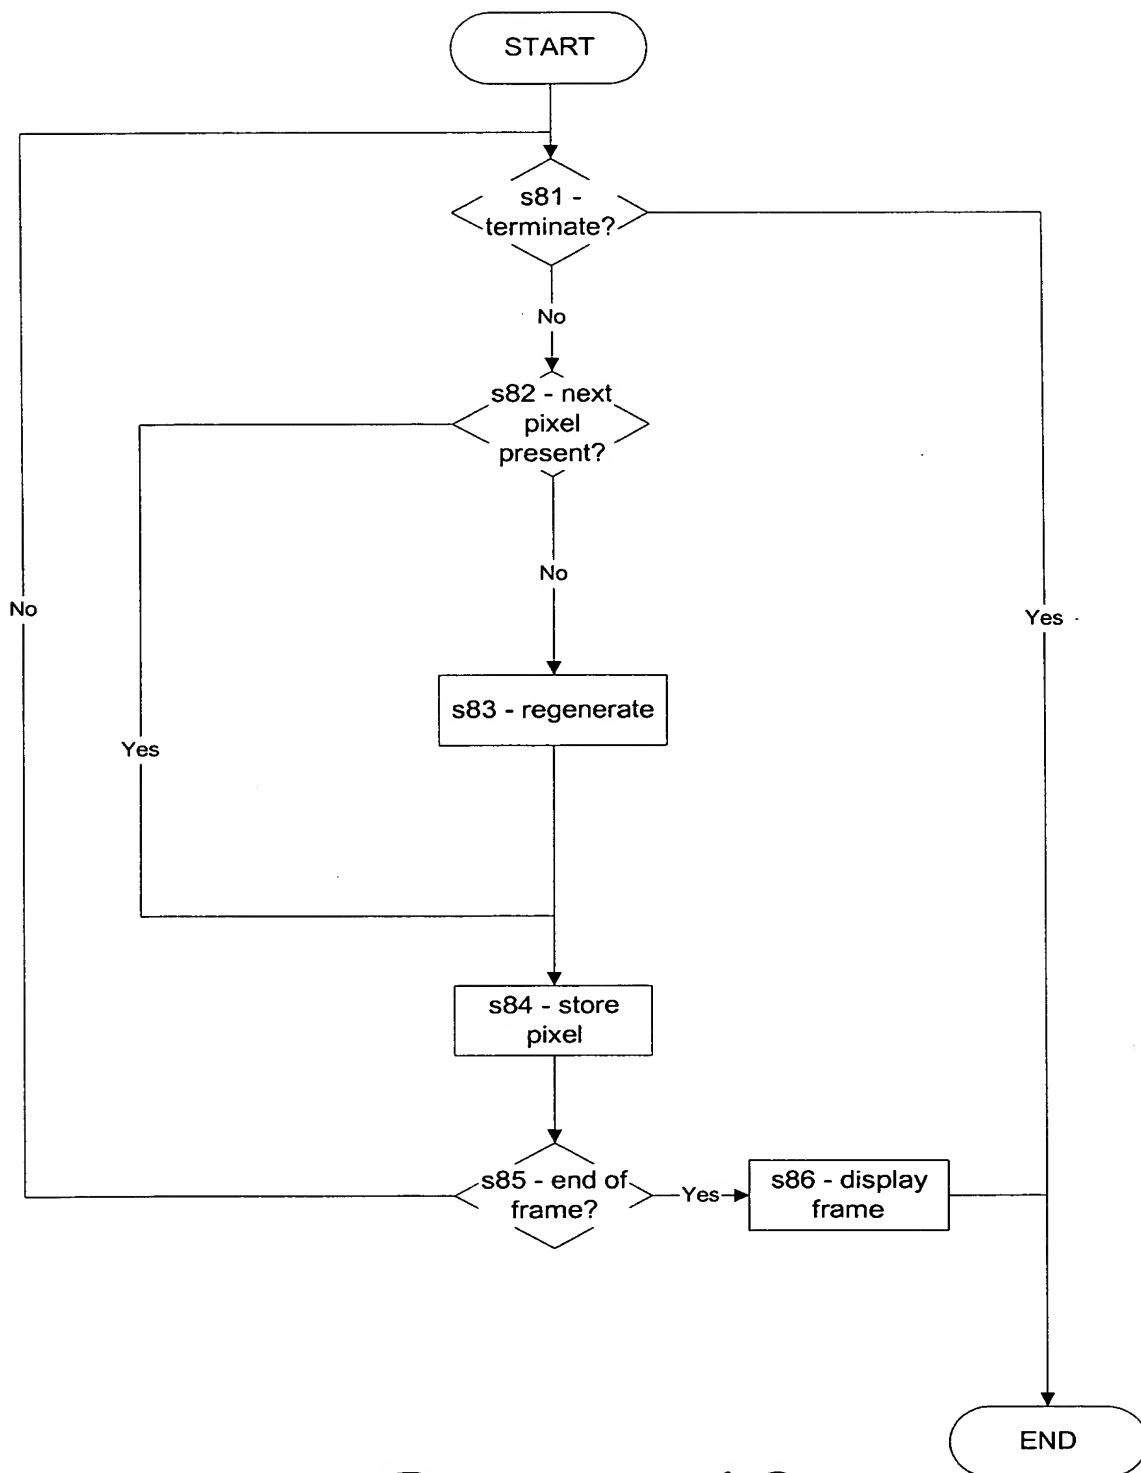 START
s81 -
terminate?
No
s82 - next
pixel
present?
No
No
Yes
s83 - regenerate
Yes
s84 - store
pixel
s85 - end of
frame?
Yes
s86 - display
frame
END